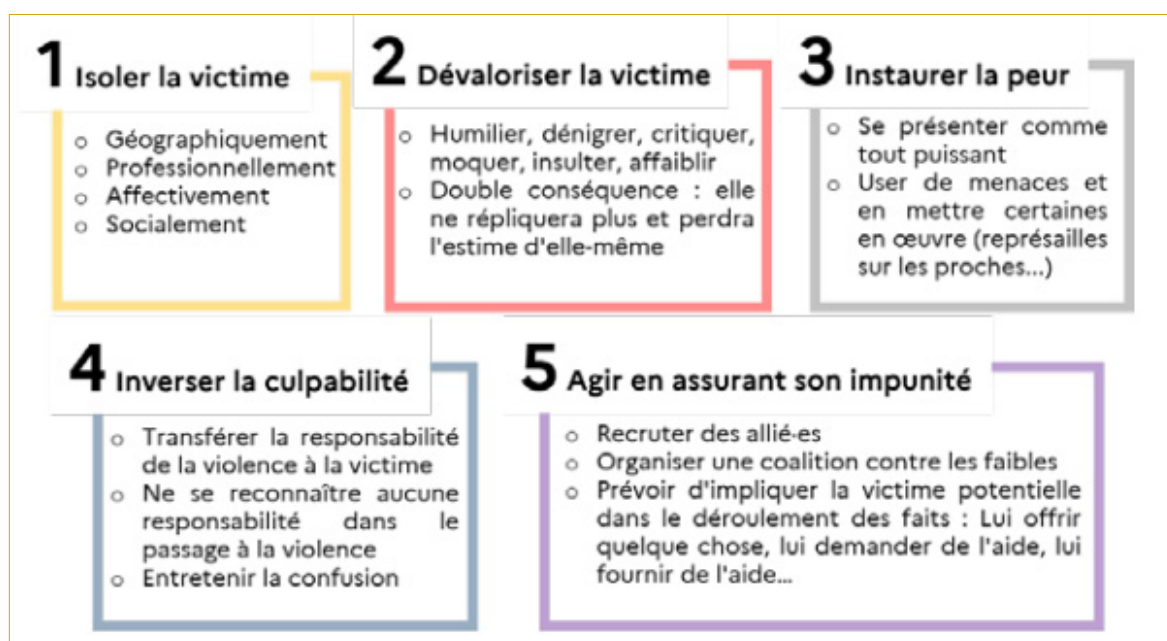 1 Isoler la victime
o Géographiquement
o Professionnellement
o Affectivement
o Socialement
2 Dévaloriser la victime
o Humilier, dénigrer, critiquer,
moquer, insulter, affaiblir
o Double conséquence : elle
ne répliquera plus et perdra
l'estime d'elle-même
3 Instaurer la peur
o Se présenter comme
tout puissant
o User de menaces et
en mettre certaines
en œuvre (représailles
sur les proches...)
4 Inverser la culpabilité
o Transférer la responsabilité
de la violence à la victime
o Ne se reconnaître aucune
responsabilité dans le
passage à la violence
o Entretenir la confusion
5 Agir en assurant son impunité
o Recruter des allié·es
o Organiser une coalition contre les faibles
o Prévoir d'impliquer la victime potentielle
dans le déroulement des faits : Lui offrir
quelque chose, lui demander de l'aide, lui
fournir de l'aide...